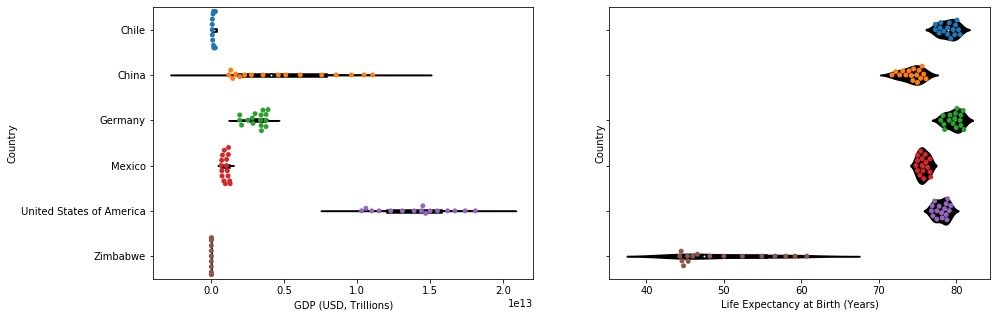 Chile
China
Germany
Mexico
United States of America
Zimbabwe
Country
0.0 0.5 1.0 1.5 2.0
1e13
GDP (USD, Trillions)
Country
40 50 60 70 80
Life Expectancy at Birth (Years)